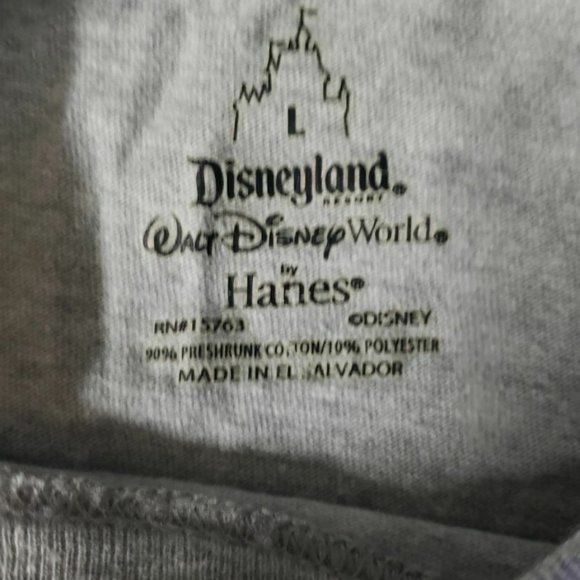 L
Disneyland®
RESORT
Walt Disney World®
by
Hanes®
RN#15763 ©DISNEY
90% PRESHRUNK COTTON/10% POLYESTER
MADE IN EL SALVADOR